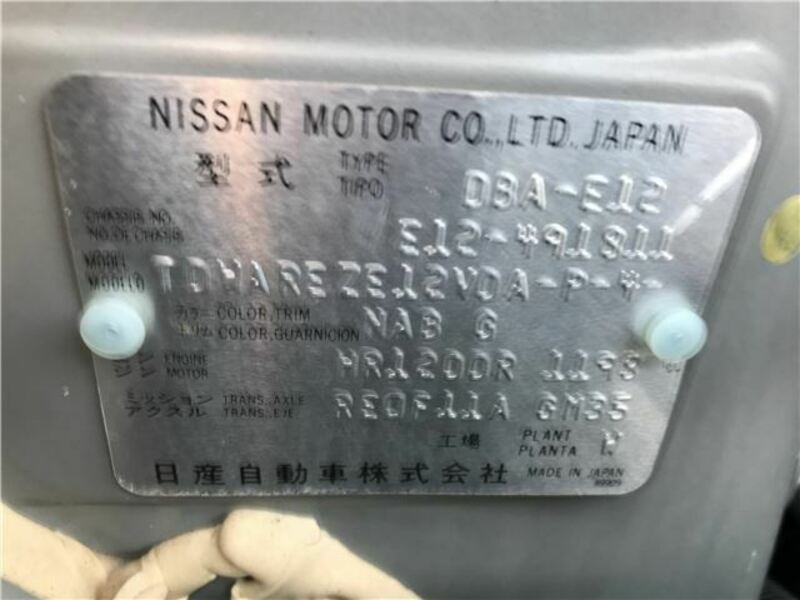 NISSAN MOTOR CO., LTD. JAPAN
型式 TYPE TIPO DBA-E12
CHASSIS NO.
NO. DE CHASIS E12-491811
MODEL
MODELO TDWAREZE12VDA-P-4-
カラー COLOR, TRIM
トリム COLOR, GUARNICION NAB G
エンジン ENGINE MOTOR HR12DDR 1198 cc
ミッション TRANS., AXLE
アクスル TRANS., EJE RE0F11A GM35
工場 PLANT PLANTA
日産自動車株式会社 MADE IN JAPAN